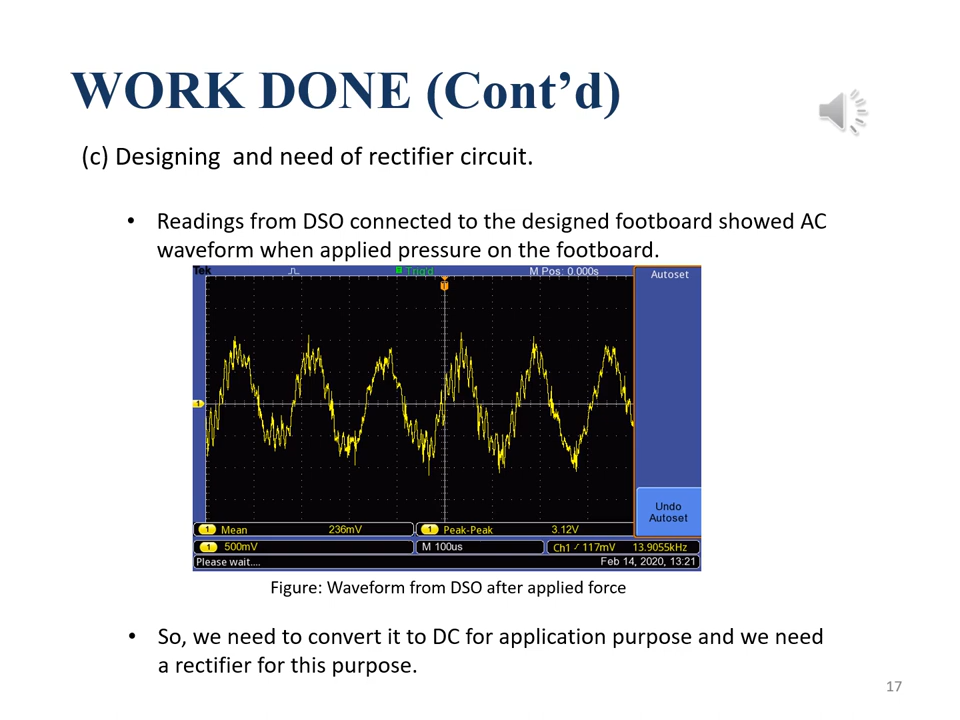 WORK DONE (Cont’d)
(c) Designing and need of rectifier circuit.
• Readings from DSO connected to the designed footboard showed AC
waveform when applied pressure on the footboard.
Tek T Trig'd M Pos: 0.000s Autoset
T
1
Undo
Autoset
1 Mean 236mV 1 Peak-Peak 3.12V
1 500mV M 100us Ch1 117mV 13.9055kHz
Please wait.... Feb 14, 2020, 13:21
Figure: Waveform from DSO after applied force
• So, we need to convert it to DC for application purpose and we need
a rectifier for this purpose.
17